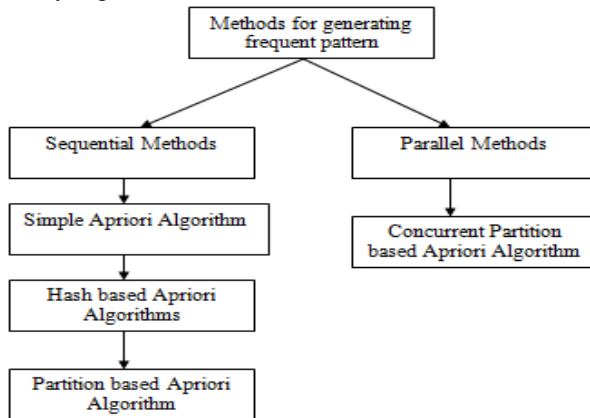 Methods for generating
frequent pattern
Sequential Methods
Parallel Methods
Simple Apriori Algorithm
Concurrent Partition
based Apriori Algorithm
Hash based Apriori
Algorithms
Partition based Apriori
Algorithm